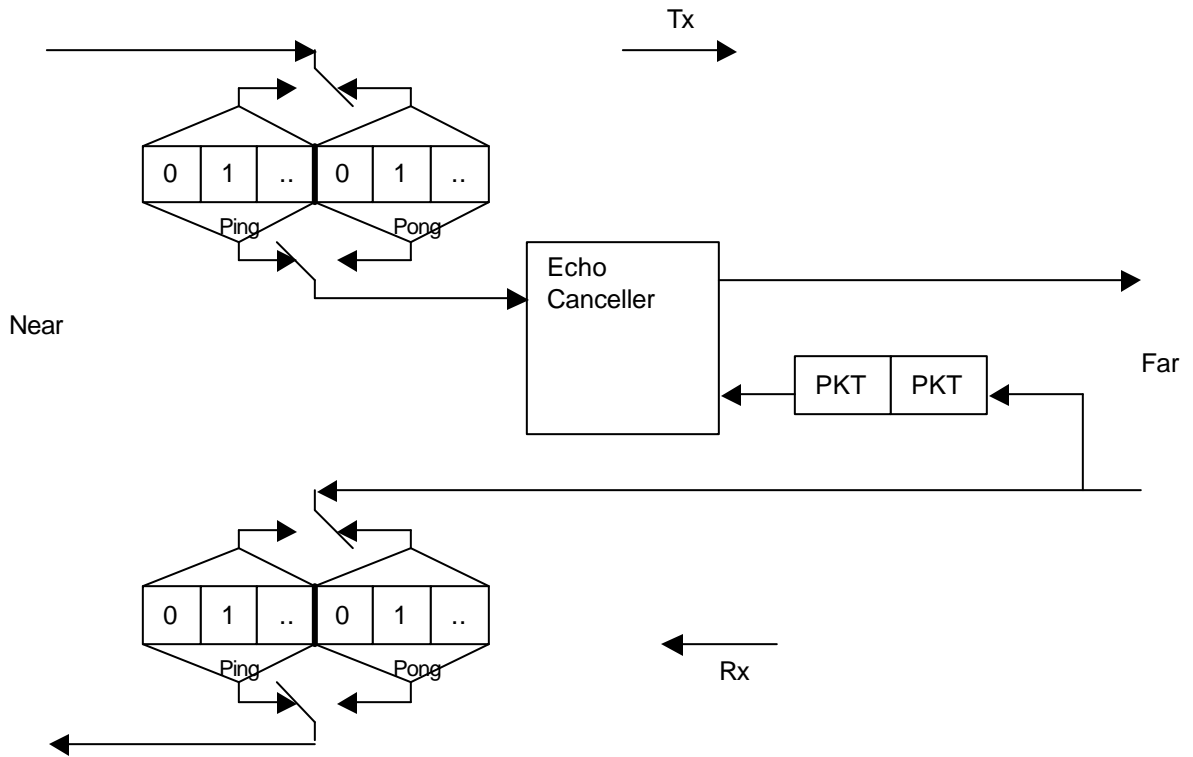 Tx
0 1 .. 0 1 ..
Ping Pong
Echo
Canceller
Near
Far
PKT PKT
0 1 .. 0 1 ..
Ping Pong
Rx